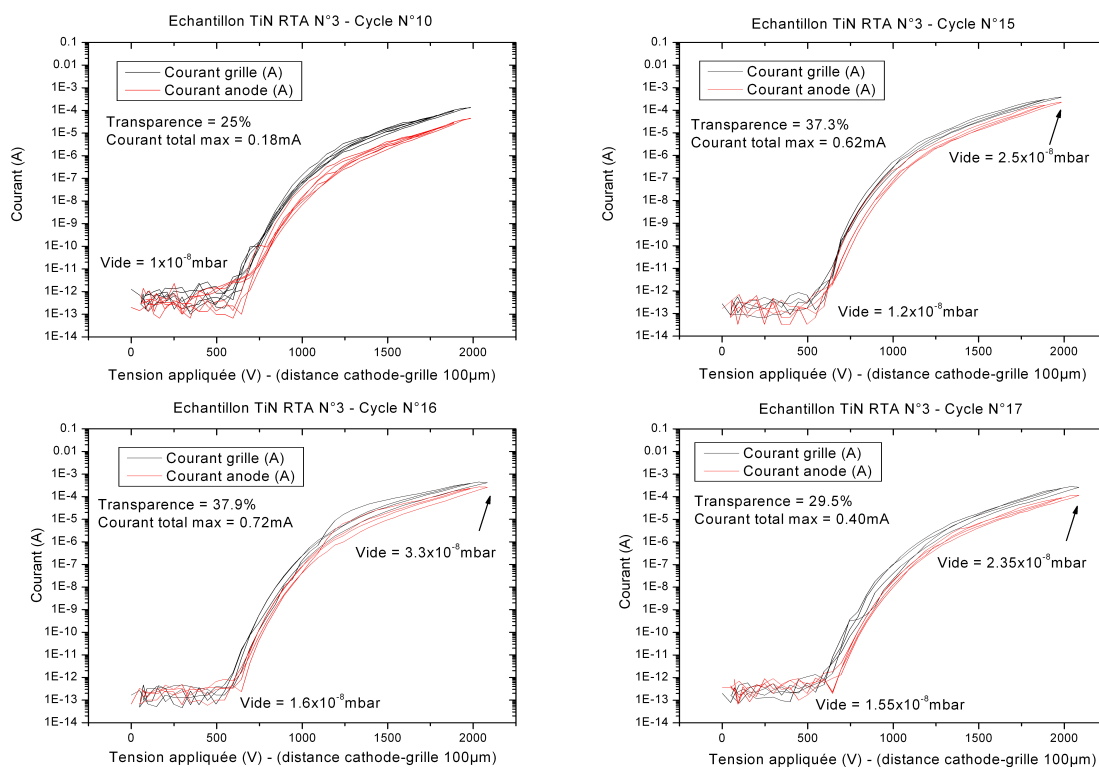 Echantillon TiN RTA N°3 - Cycle N°10
0.1
0.01
1E-3
1E-4
1E-5
1E-6
1E-7
1E-8
1E-9
1E-10
1E-11
1E-12
1E-13
1E-14
Courant (A)
Courant grille (A)
Courant anode (A)
Transparence = 25%
Courant total max = 0.18mA
Vide = 1x10⁻⁸mbar
0 500 1000 1500 2000
Tension appliquée (V) - (distance cathode-grille 100µm)
Echantillon TiN RTA N°3 - Cycle N°15
0.1
0.01
1E-3
1E-4
1E-5
1E-6
1E-7
1E-8
1E-9
1E-10
1E-11
1E-12
1E-13
1E-14
Courant (A)
Courant grille (A)
Courant anode (A)
Transparence = 37.3%
Courant total max = 0.62mA
Vide = 2.5x10⁻⁸mbar
Vide = 1.2x10⁻⁸mbar
0 500 1000 1500 2000
Tension appliquée (V) - (distance cathode-grille 100µm)
Echantillon TiN RTA N°3 - Cycle N°16
0.1
0.01
1E-3
1E-4
1E-5
1E-6
1E-7
1E-8
1E-9
1E-10
1E-11
1E-12
1E-13
1E-14
Courant (A)
Courant grille (A)
Courant anode (A)
Transparence = 37.9%
Courant total max = 0.72mA
Vide = 3.3x10⁻⁸mbar
Vide = 1.6x10⁻⁸mbar
0 500 1000 1500 2000
Tension appliquée (V) - (distance cathode-grille 100µm)
Echantillon TiN RTA N°3 - Cycle N°17
0.1
0.01
1E-3
1E-4
1E-5
1E-6
1E-7
1E-8
1E-9
1E-10
1E-11
1E-12
1E-13
1E-14
Courant (A)
Courant grille (A)
Courant anode (A)
Transparence = 29.5%
Courant total max = 0.40mA
Vide = 2.35x10⁻⁸mbar
Vide = 1.55x10⁻⁸mbar
0 500 1000 1500 2000
Tension appliquée (V) - (distance cathode-grille 100µm)